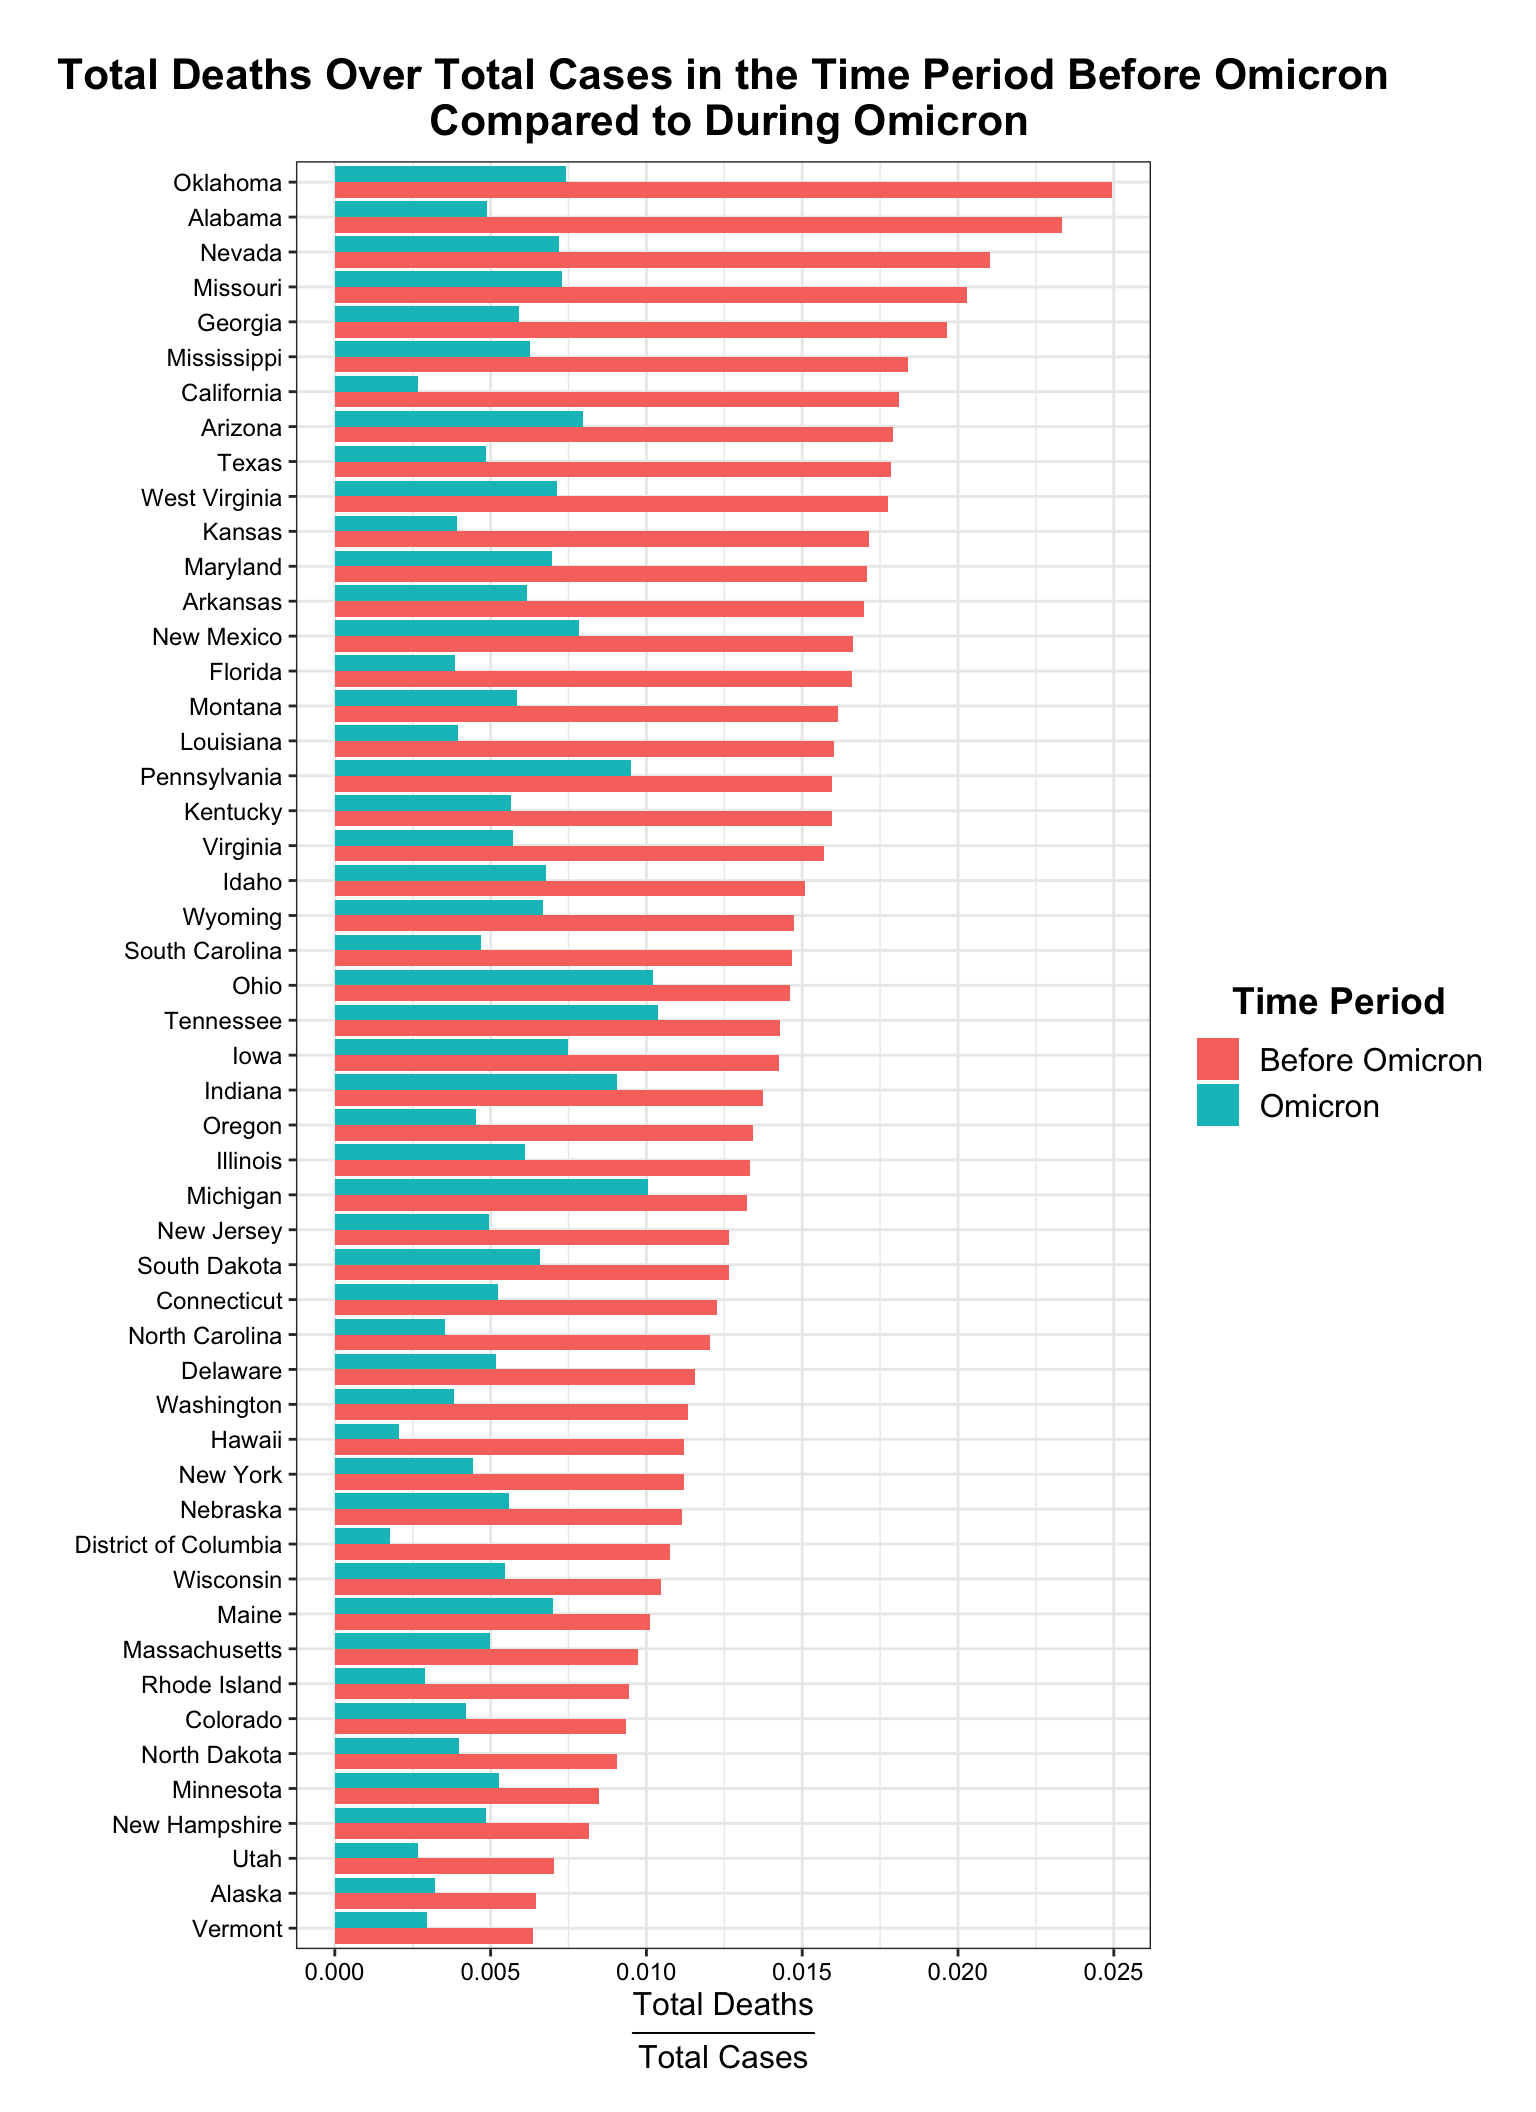 Total Deaths Over Total Cases in the Time Period Before Omicron
Compared to During Omicron
Oklahoma
Alabama
Nevada
Missouri
Georgia
Mississippi
California
Arizona
Texas
West Virginia
Kansas
Maryland
Arkansas
New Mexico
Florida
Montana
Louisiana
Pennsylvania
Kentucky
Virginia
Idaho
Wyoming
South Carolina
Ohio
Tennessee
Iowa
Indiana
Oregon
Illinois
Michigan
New Jersey
South Dakota
Connecticut
North Carolina
Delaware
Washington
Hawaii
New York
Nebraska
District of Columbia
Wisconsin
Maine
Massachusetts
Rhode Island
Colorado
North Dakota
Minnesota
New Hampshire
Utah
Alaska
Vermont
0.000 0.005 0.010 0.015 0.020 0.025
Total Deaths
Total Cases
Time Period
Before Omicron
Omicron